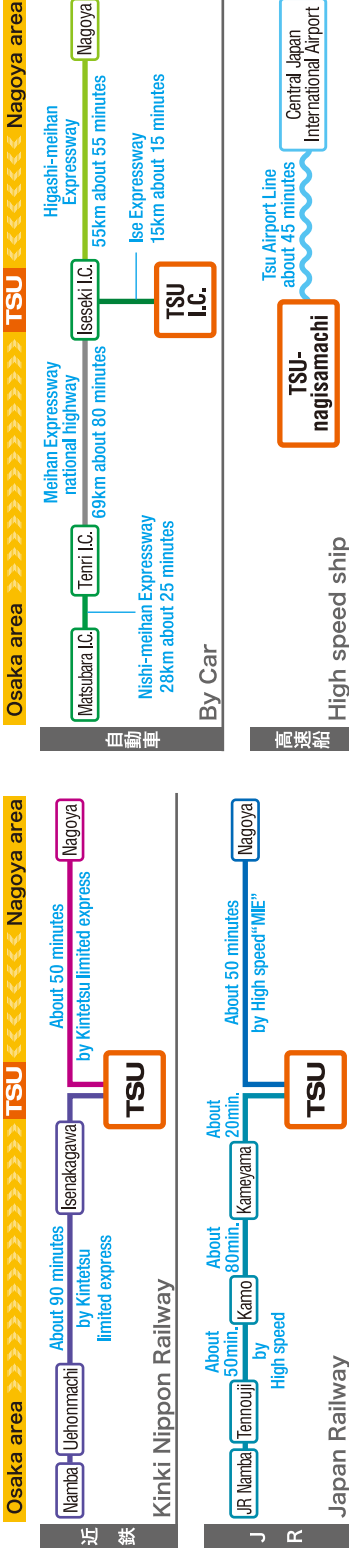 Osaka area
TSU
Nagoya area
近鉄
Kinki Nippon Railway
Namba
Uehonmachi
About 90 minutes
by Kintetsu
limited express
Isenakagawa
TSU
About 50 minutes
by Kintetsu limited express
Nagoya
JR
Japan Railway
JR Namba
Tennouji
About
50min.
by
High speed
Kamo
About
80min.
Kameyama
About
20min.
TSU
About 50 minutes
by High speed“MIE”
Nagoya
Osaka area
TSU
Nagoya area
自動車
By Car
Matsubara I.C.
Nishi-meihan Expressway
28km about 25 minutes
Tenri I.C.
Meihan Expressway
national highway
69km about 80 minutes
Iseseki I.C.
Ise Expressway
15km about 15 minutes
TSU
I.C.
Higashi-meihan
Expressway
55km about 55 minutes
Nagoya
高速船
High speed ship
TSU-
nagisamachi
Tsu Airport Line
about 45 minutes
Central Japan
International Airport